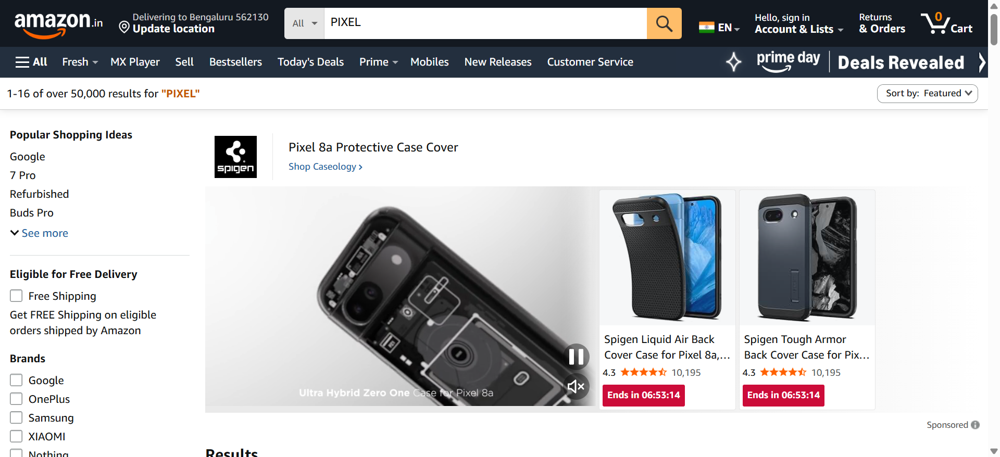 amazon.in
Delivering to Bengaluru 562130
Update location
All
PIXEL
EN
Hello, sign in
Account & Lists
Returns
& Orders
0
Cart
All
Fresh
MX Player
Sell
Bestsellers
Today's Deals
Prime
Mobiles
New Releases
Customer Service
prime day
Deals Revealed
1-16 of over 50,000 results for "PIXEL"
Sort by: Featured
Popular Shopping Ideas
Google
7 Pro
Refurbished
Buds Pro
See more
Eligible for Free Delivery
Free Shipping
Get FREE Shipping on eligible
orders shipped by Amazon
Brands
Google
OnePlus
Samsung
XIAOMI
Nothing
spigen
Pixel 8a Protective Case Cover
Shop Caseology
Ultra Hybrid Zero One Case for Pixel 8a
Spigen Liquid Air Back
Cover Case for Pixel 8a,...
4.3
10,195
Ends in 06:53:14
Spigen Tough Armor
Back Cover Case for Pix...
4.3
10,195
Ends in 06:53:14
Sponsored
Results